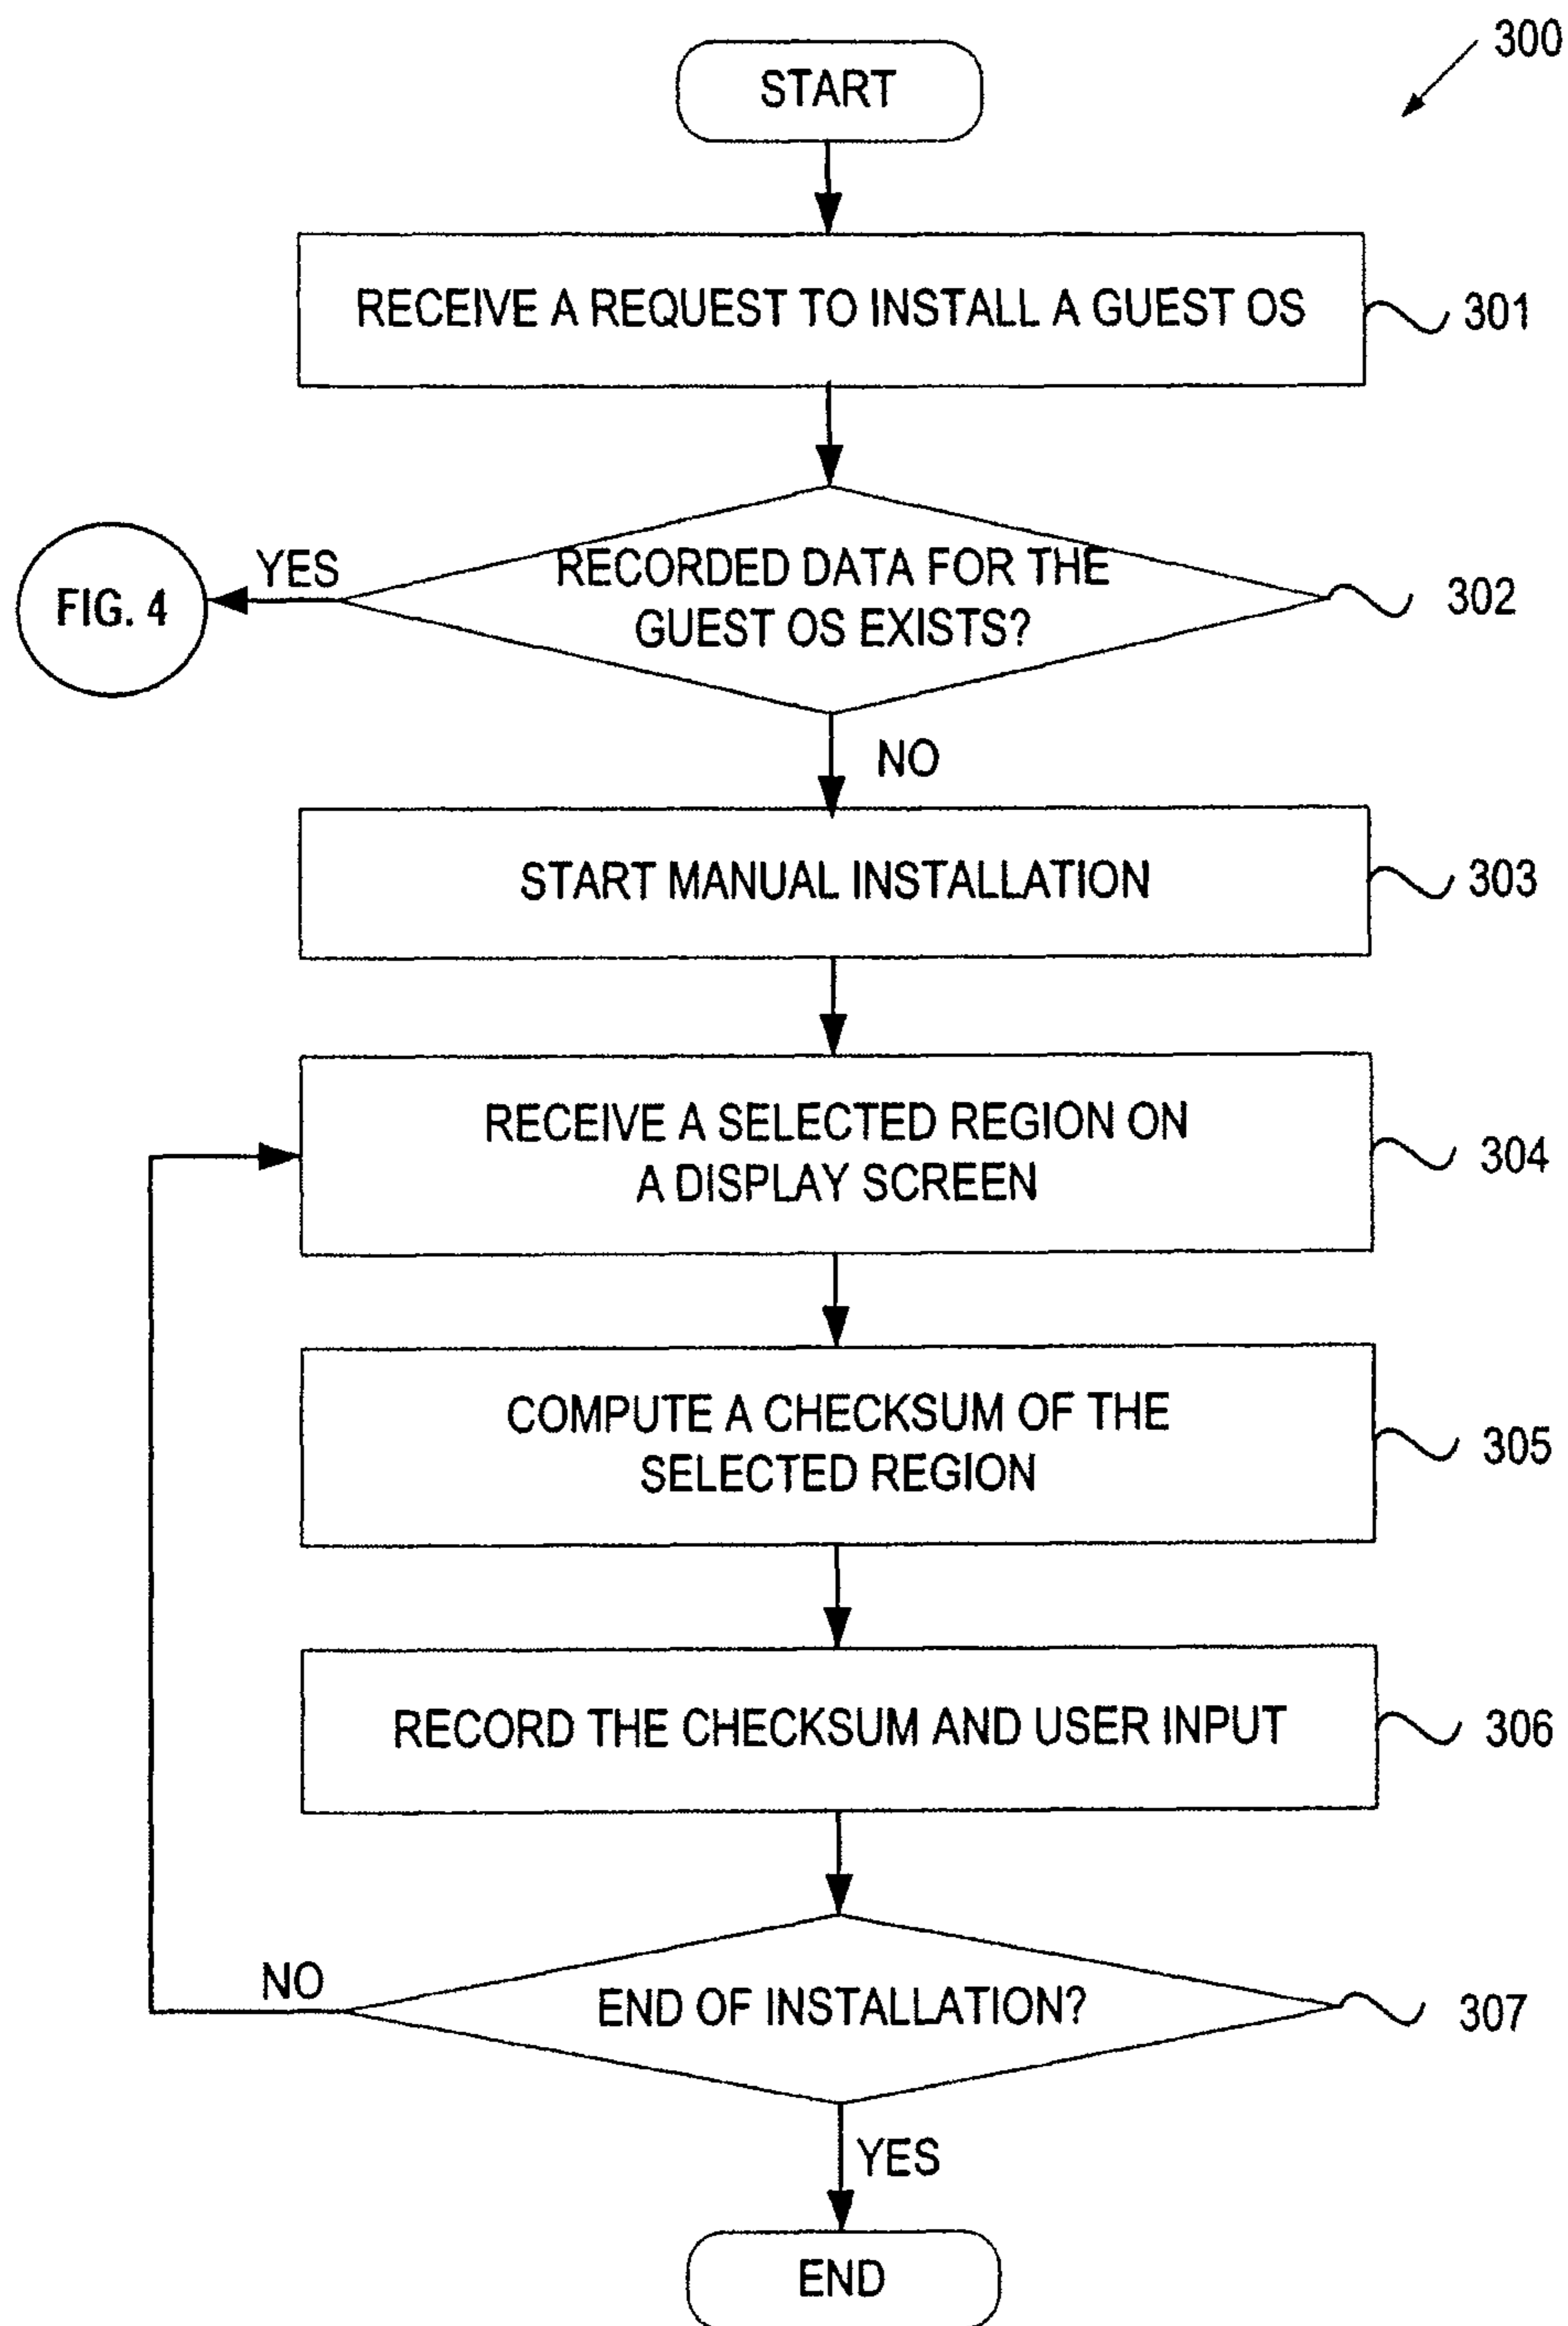 300
START
RECEIVE A REQUEST TO INSTALL A GUEST OS
301
YES
RECORDED DATA FOR THE
GUEST OS EXISTS?
302
FIG. 4
NO
START MANUAL INSTALLATION
303
RECEIVE A SELECTED REGION ON
A DISPLAY SCREEN
304
COMPUTE A CHECKSUM OF THE
SELECTED REGION
305
RECORD THE CHECKSUM AND USER INPUT
306
NO
END OF INSTALLATION?
307
YES
END